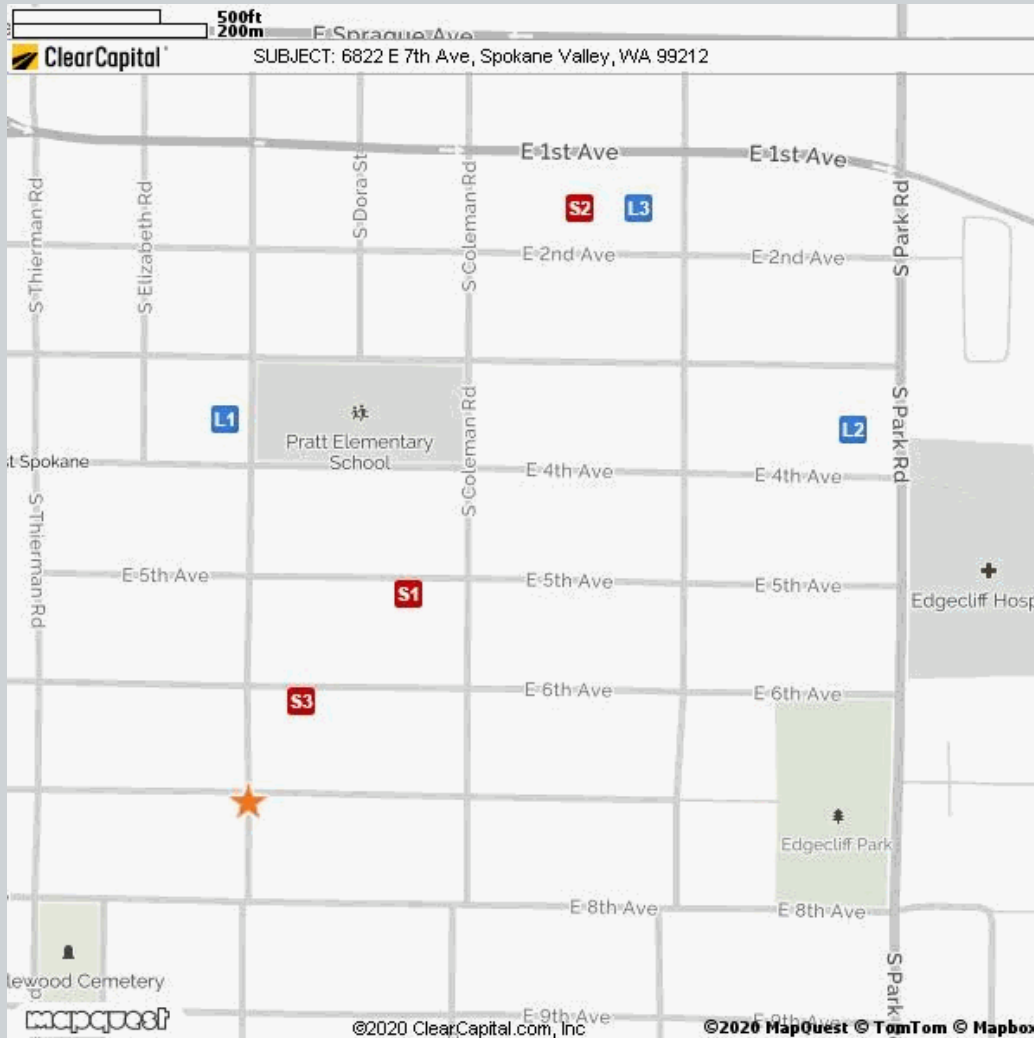 500ft
200m
E Sprague Ave
ClearCapital
SUBJECT: 6822 E 7th Ave, Spokane Valley, WA 99212
E 1st Ave
E 1st Ave
S Thierman Rd
S Elizabeth Rd
S Dora St
S Coleman Rd
S Park Rd
S2
L3
E 2nd Ave
E 2nd Ave
L1
Pratt Elementary
School
S Coleman Rd
L2
S Park Rd
st Spokane
E 4th Ave
E 4th Ave
S Thierman Rd
E 5th Ave
E 5th Ave
E 5th Ave
S1
Edgecliff Hosp
S3
E 6th Ave
E 6th Ave
Edgecliff Park
E 8th Ave
E 8th Ave
lewood Cemetery
d
S Park
mapquest
E 9th Ave
E 9th Ave
©2020 ClearCapital.com, Inc
©2020 MapQuest © TomTom © Mapbox